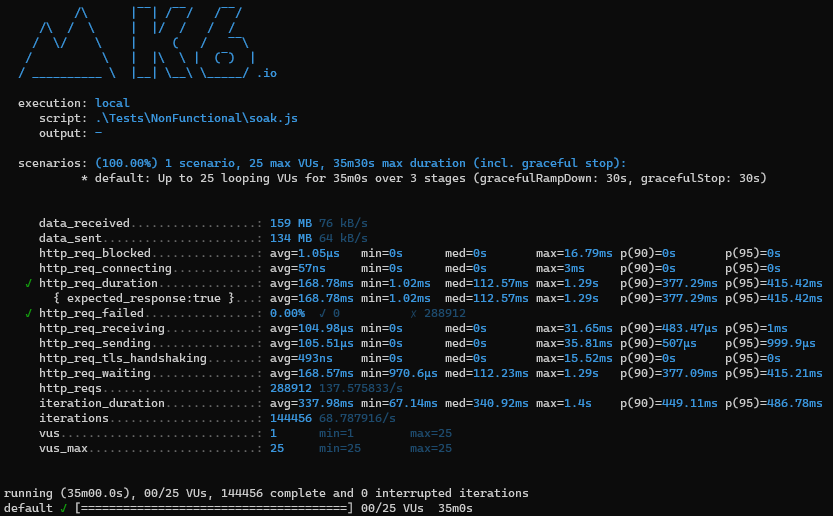 .io
execution: local
script: .\Tests\NonFunctional\soak.js
output: -
scenarios: (100.00%) 1 scenario, 25 max VUs, 35m30s max duration (incl. graceful stop):
* default: Up to 25 looping VUs for 35m0s over 3 stages (gracefulRampDown: 30s, gracefulStop: 30s)
data_received..................: 159 MB 76 kB/s
data_sent......................: 134 MB 64 kB/s
http_req_blocked...............: avg=1.05µs min=0s med=0s max=16.79ms p(90)=0s p(95)=0s
http_req_connecting............: avg=57ns min=0s med=0s max=3ms p(90)=0s p(95)=0s
✓ http_req_duration..............: avg=168.78ms min=1.02ms med=112.57ms max=1.29s p(90)=377.29ms p(95)=415.42ms
{ expected_response:true }...: avg=168.78ms min=1.02ms med=112.57ms max=1.29s p(90)=377.29ms p(95)=415.42ms
✓ http_req_failed................: 0.00% ✓ 0 ✗ 288912
http_req_receiving.............: avg=104.98µs min=0s med=0s max=31.65ms p(90)=483.47µs p(95)=1ms
http_req_sending...............: avg=105.51µs min=0s med=0s max=35.81ms p(90)=507µs p(95)=999.9µs
http_req_tls_handshaking.......: avg=493ns min=0s med=0s max=15.52ms p(90)=0s p(95)=0s
http_req_waiting...............: avg=168.57ms min=970.6µs med=112.23ms max=1.29s p(90)=377.09ms p(95)=415.21ms
http_reqs......................: 288912 137.575833/s
iteration_duration.............: avg=337.98ms min=67.14ms med=340.92ms max=1.4s p(90)=449.11ms p(95)=486.78ms
iterations.....................: 144456 68.787916/s
vus............................: 1 min=1 max=25
vus_max........................: 25 min=25 max=25
running (35m00.0s), 00/25 VUs, 144456 complete and 0 interrupted iterations
default ✓ [======================================] 00/25 VUs 35m0s